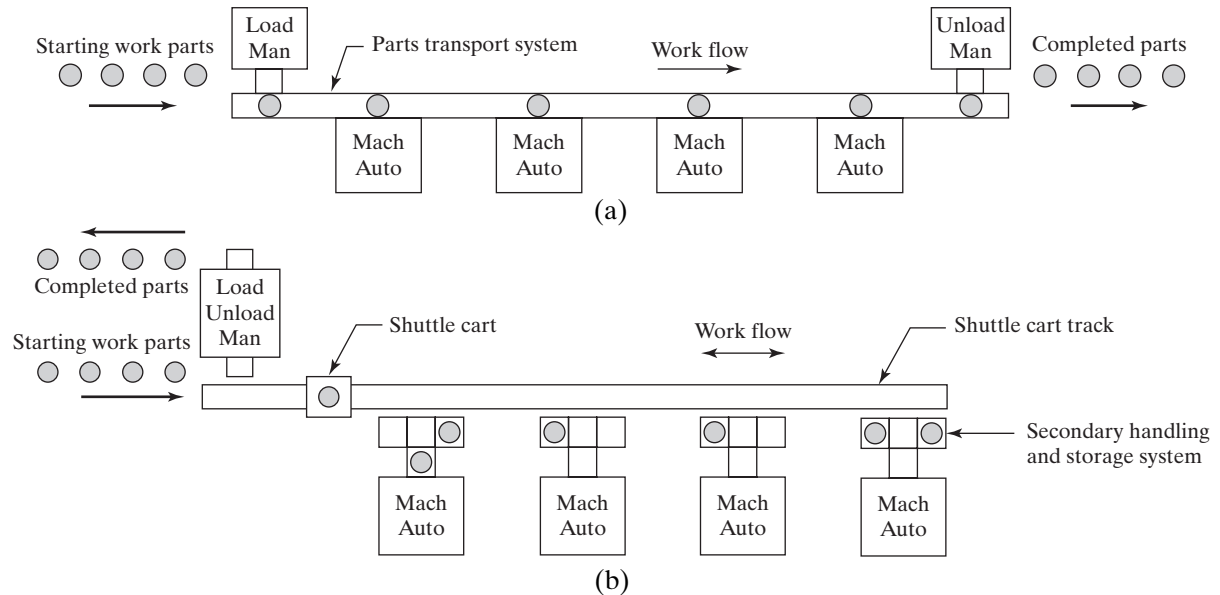 Load
Man
Starting work parts
Parts transport system
Work flow
Unload
Man
Completed parts
Mach
Auto
Mach
Auto
Mach
Auto
Mach
Auto
(a)
Completed parts
Load
Unload
Man
Starting work parts
Shuttle cart
Work flow
Shuttle cart track
Secondary handling
and storage system
Mach
Auto
Mach
Auto
Mach
Auto
Mach
Auto
(b)